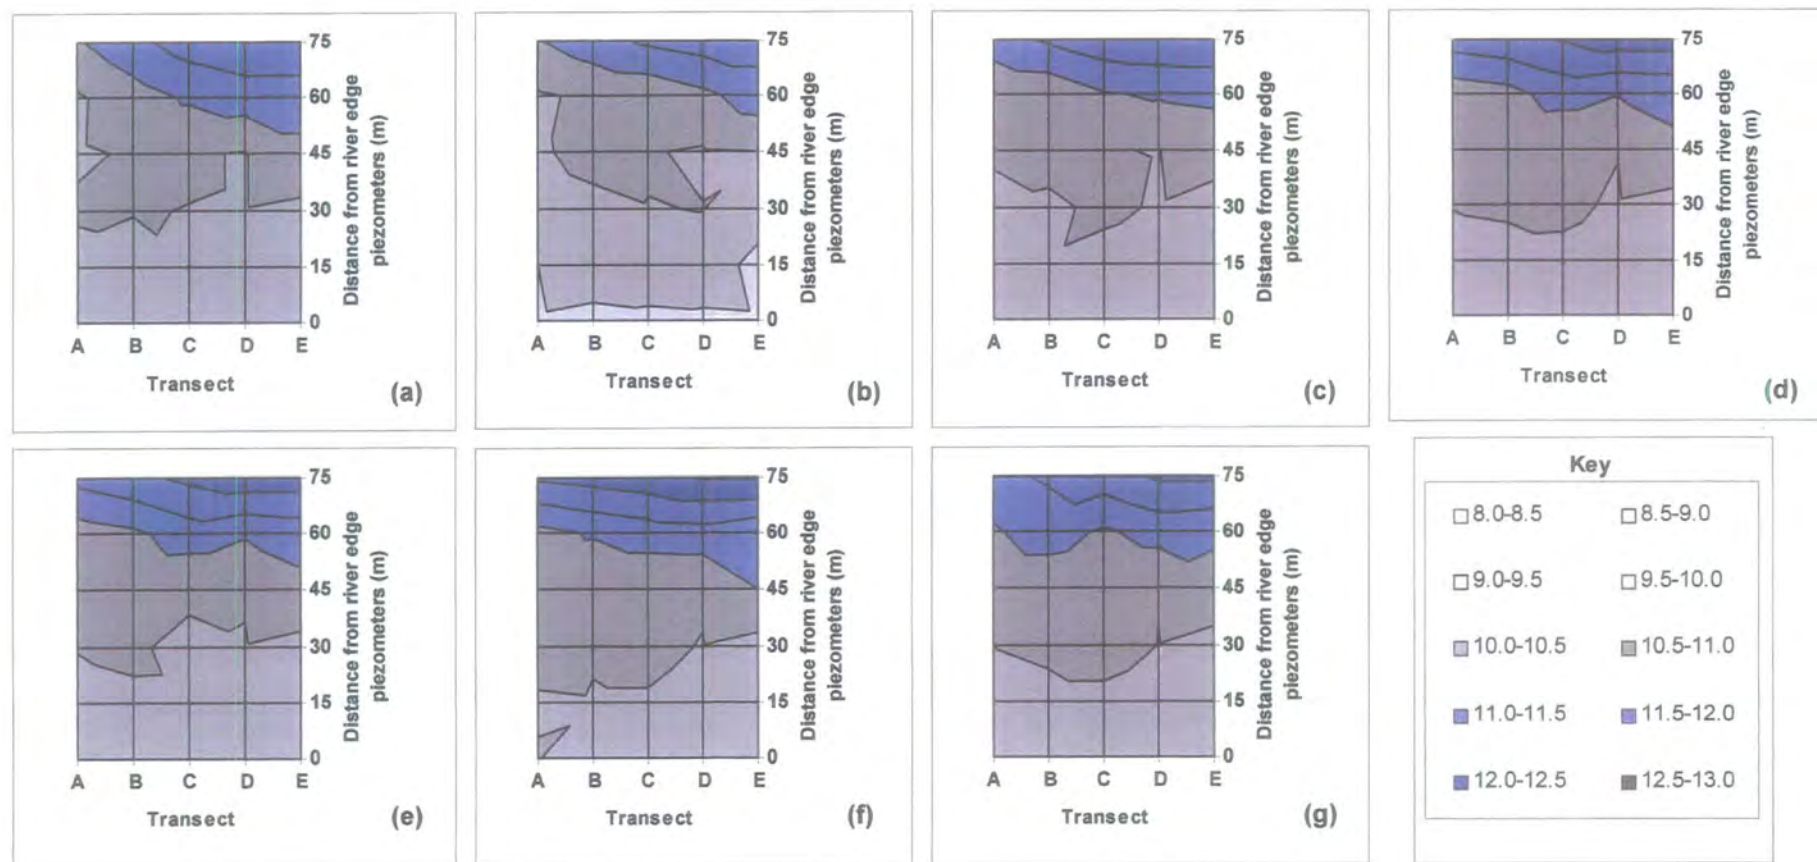 75
60
45
30
15
0
Distance from river edge
piezometers (m)
A B C D E
Transect
(a)
75
60
45
30
15
0
Distance from river edge
piezometers (m)
A B C D E
Transect
(b)
75
60
45
30
15
0
Distance from river edge
piezometers (m)
A B C D E
Transect
(c)
75
60
45
30
15
0
Distance from river edge
piezometers (m)
A B C D E
Transect
(d)
75
60
45
30
15
0
Distance from river edge
piezometers (m)
A B C D E
Transect
(e)
75
60
45
30
15
0
Distance from river edge
piezometers (m)
A B C D E
Transect
(f)
75
60
45
30
15
0
Distance from river edge
piezometers (m)
A B C D E
Transect
(g)
Key
8.0-8.5 8.5-9.0
9.0-9.5 9.5-10.0
10.0-10.5 10.5-11.0
11.0-11.5 11.5-12.0
12.0-12.5 12.5-13.0